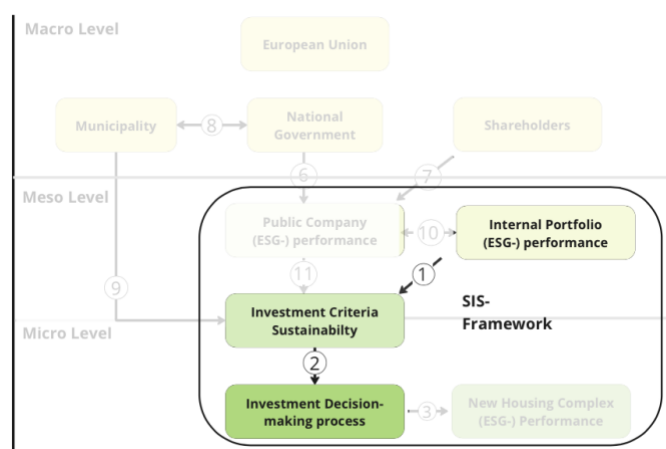 Macro Level
European Union
Municipality
8
National
Government
Shareholders
6
7
Meso Level
Public Company
(ESG-) performance
10
Internal Portfolio
(ESG-) performance
11
1
9
Investment Criteria
Sustainabilty
SIS-
Framework
Micro Level
2
Investment Decision-
making process
3
New Housing Complex
(ESG-) Performance